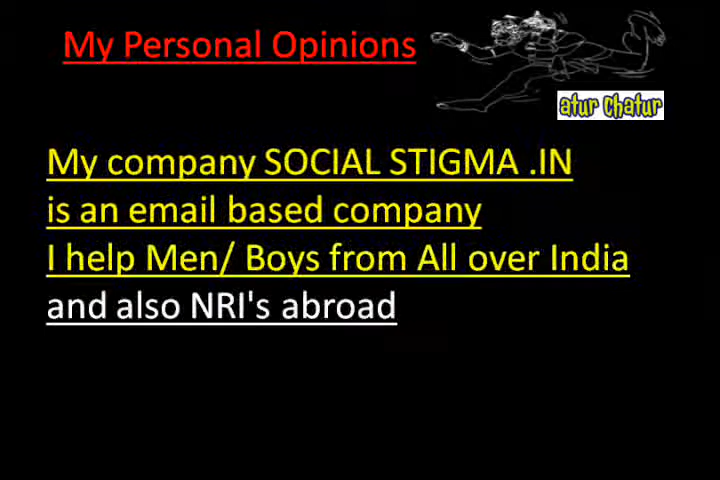 My Personal Opinions
atur chatur
My company SOCIAL STIGMA .IN
is an email based company
I help Men/ Boys from All over India
and also NRI's abroad